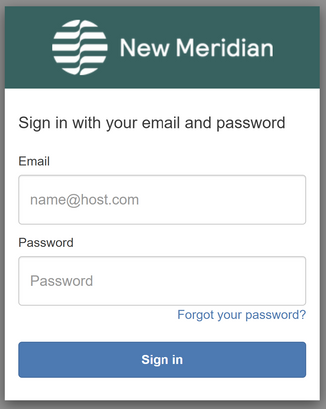 New Meridian
Sign in with your email and password
Email
name@host.com
Password
Password
Forgot your password?
Sign in